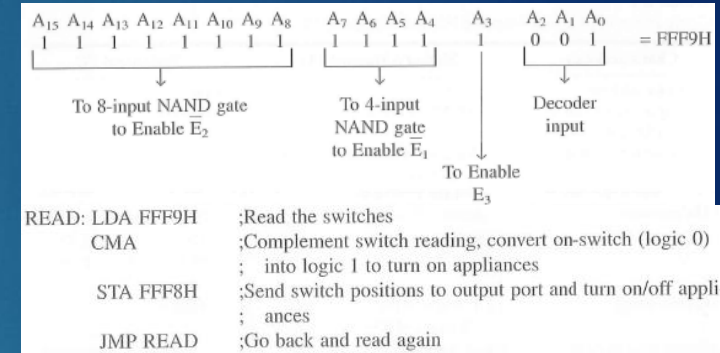 A15 A14 A13 A12 A11 A10 A9 A8 A7 A6 A5 A4 A3 A2 A1 A0
1 1 1 1 1 1 1 1 1 1 1 1 1 0 0 1 = FFF9H
To 8-input NAND gate
to Enable E̅2
To 4-input
NAND gate
to Enable E̅1
Decoder
input
To Enable
E3
READ: LDA FFF9H ;Read the switches
CMA ;Complement switch reading, convert on-switch (logic 0)
; into logic 1 to turn on appliances
STA FFF8H ;Send switch positions to output port and turn on/off appli
; ances
JMP READ ;Go back and read again